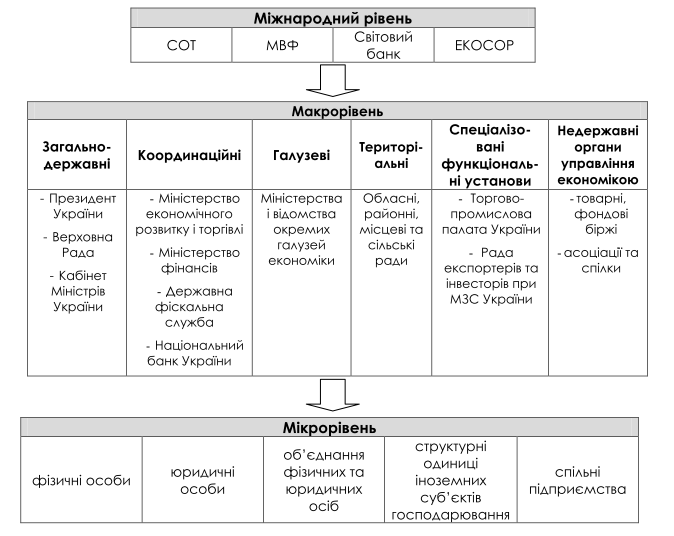 Міжнародний рівень
СОТ
МВФ
Світовий
банк
ЕКОСОР
Макрорівень
Загально-
державні
Координаційні
Галузеві
Територі-
альні
Спеціалізо-
вані
функціональ-
ні установи
Недержавні
органи
управління
економікою
- Президент
України
- Верховна
Рада
- Кабінет
Міністрів
України
- Міністерство
економічного
розвитку і торгівлі
- Міністерство
фінансів
- Державна
фіскальна
служба
- Національний
банк України
Міністерства
і відомства
окремих
галузей
економіки
Обласні,
районні,
місцеві та
сільські
ради
- Торгово-
промислова
палата України
- Рада
експортерів та
інвесторів при
МЗС України
- товарні,
фондові
біржі
- асоціації та
спілки
Мікрорівень
фізичні особи
юридичні
особи
об’єднання
фізичних та
юридичних
осіб
структурні
одиниці
іноземних
суб’єктів
господарювання
спільні
підприємства